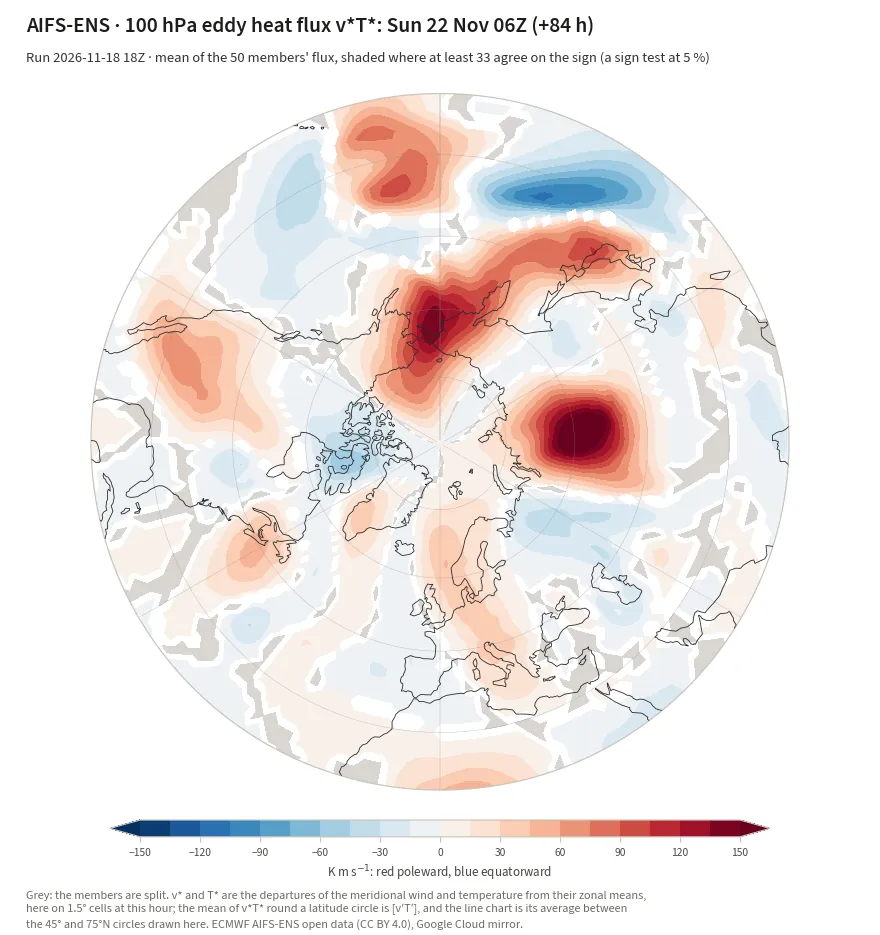 AIFS-ENS · 100 hPa eddy heat flux v*T*: Sun 22 Nov 06Z (+84 h)
Run 2026-11-18 18Z · mean of the 50 members' flux, shaded where at least 33 agree on the sign (a sign test at 5 %)
−150 −120 −90 −60 −30 0 30 60 90 120 150
K m s⁻¹: red poleward, blue equatorward
Grey: the members are split. v* and T* are the departures of the meridional wind and temperature from their zonal means,
here on 1.5° cells at this hour; the mean of v*T* round a latitude circle is [v'T'], and the line chart is its average between
the 45° and 75°N circles drawn here. ECMWF AIFS-ENS open data (CC BY 4.0), Google Cloud mirror.